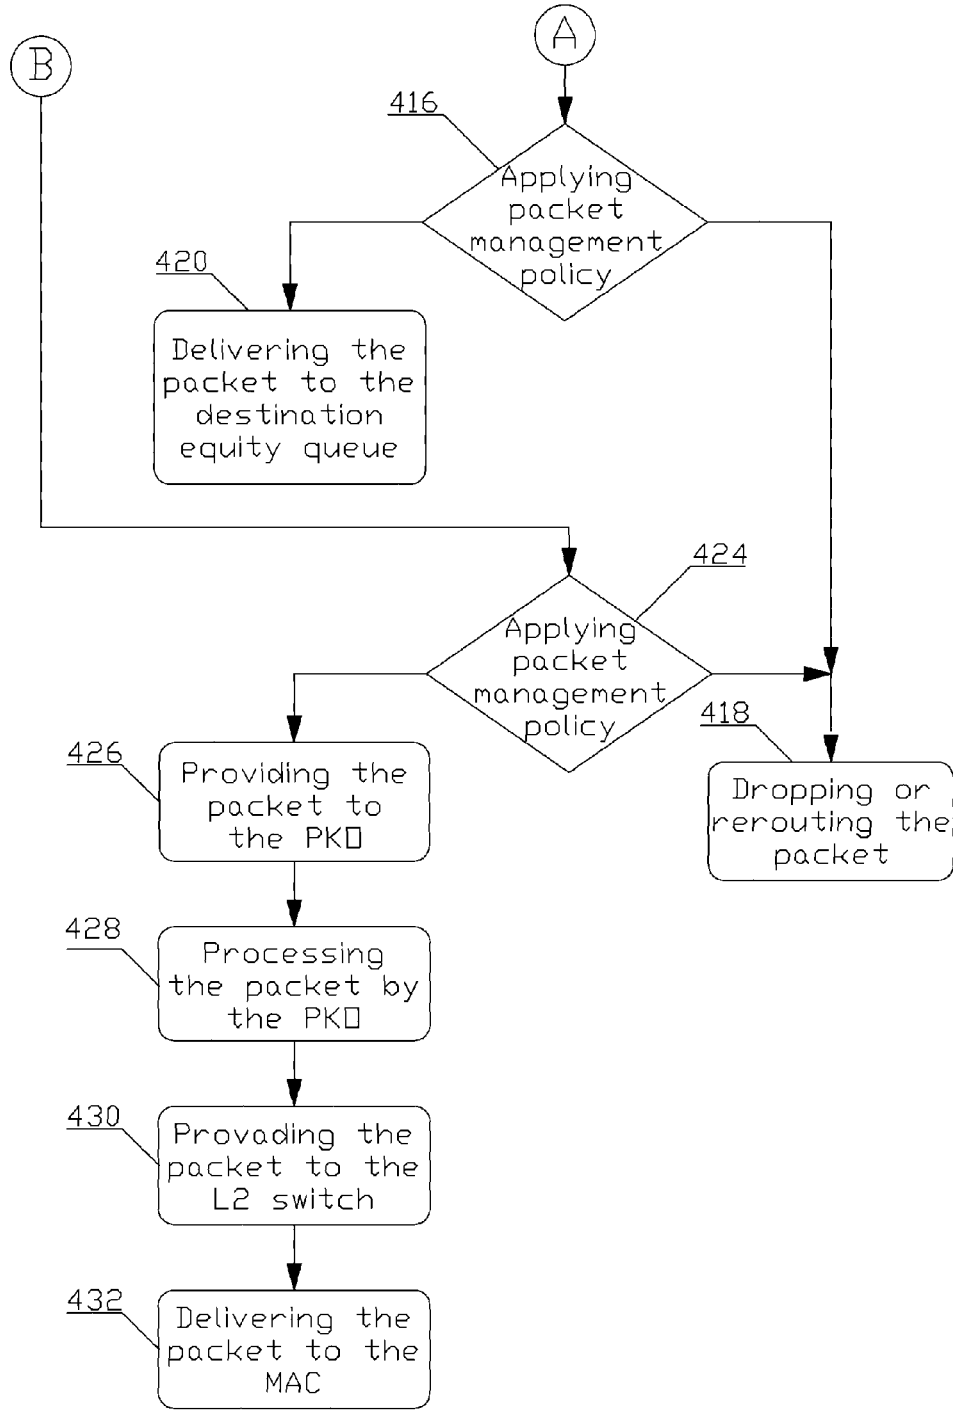 B
A
416
Applying
packet
management
policy
420
Delivering the
packet to the
destination
equity queue
424
Applying
packet
management
policy
418
Dropping or
rerouting the
packet
426
Providing the
packet to
the PKO
428
Processing
the packet by
the PKO
430
Provading the
packet to the
L2 switch
432
Delivering the
packet to the
MAC